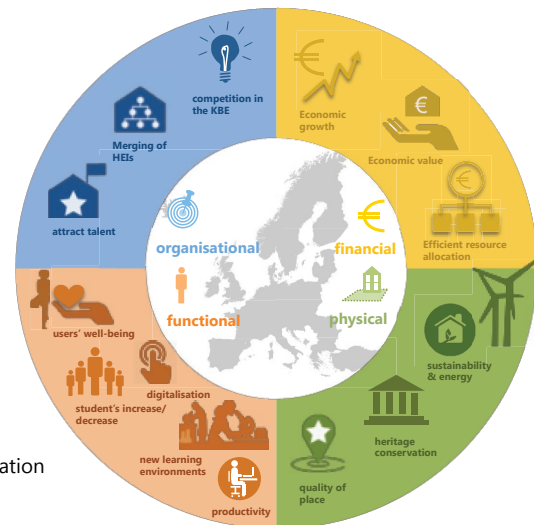 competition in
the KBE
Merging of
HEIs
attract talent
Economic
growth
Economic value
Efficient resource
allocation
organisational
financial
functional
physical
users' well-being
digitalisation
student's increase/
decrease
new learning
environments
productivity
sustainability
& energy
heritage
conservation
quality of
place
ation